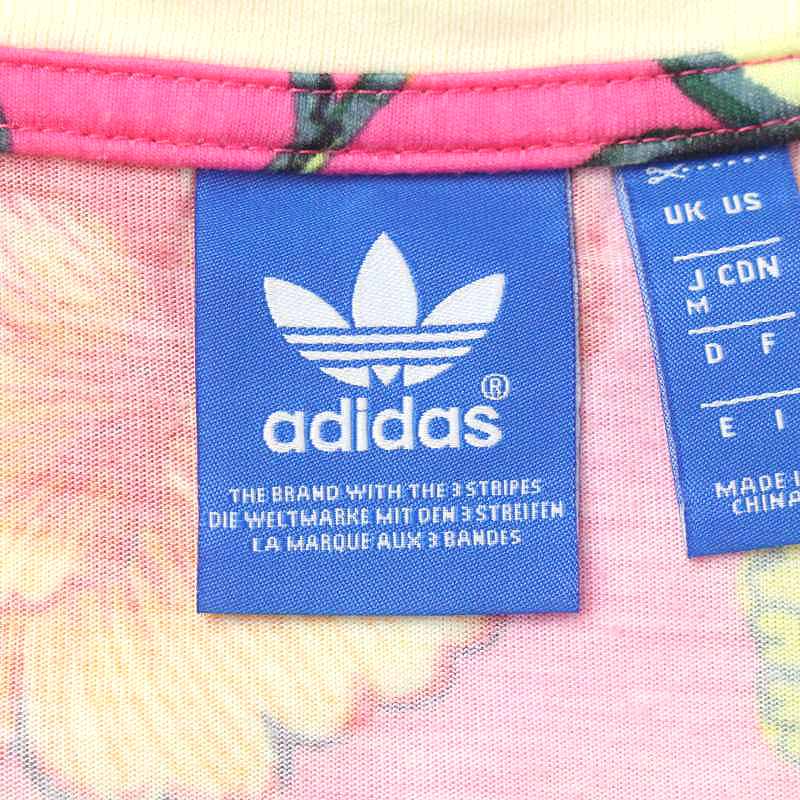 adidas®
THE BRAND WITH THE 3 STRIPES
DIE WELTMARKE MIT DEN 3 STREIFEN
LA MARQUE AUX 3 BANDES
UK US
J CDN
M
D F
E I
MADE
CHINA